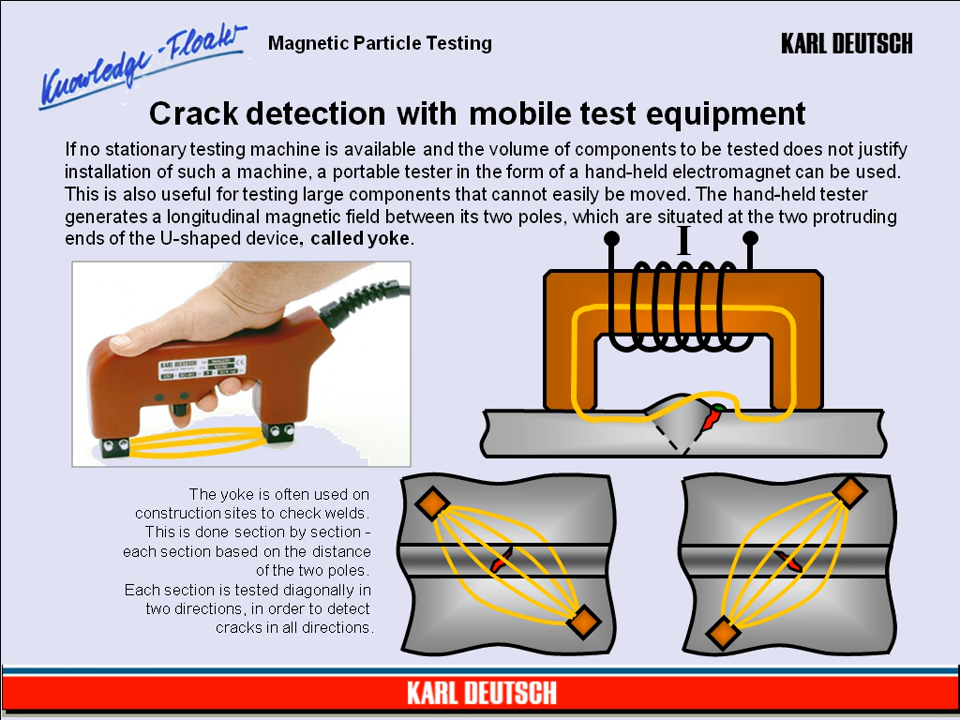 Knowledge-Floater
Magnetic Particle Testing
KARL DEUTSCH
Crack detection with mobile test equipment
If no stationary testing machine is available and the volume of components to be tested does not justify
installation of such a machine, a portable tester in the form of a hand-held electromagnet can be used.
This is also useful for testing large components that cannot easily be moved. The hand-held tester
generates a longitudinal magnetic field between its two poles, which are situated at the two protruding
ends of the U-shaped device, called yoke.
I
KARL DEUTSCH
The yoke is often used on
construction sites to check welds.
This is done section by section -
each section based on the distance
of the two poles.
Each section is tested diagonally in
two directions, in order to detect
cracks in all directions.
KARL DEUTSCH